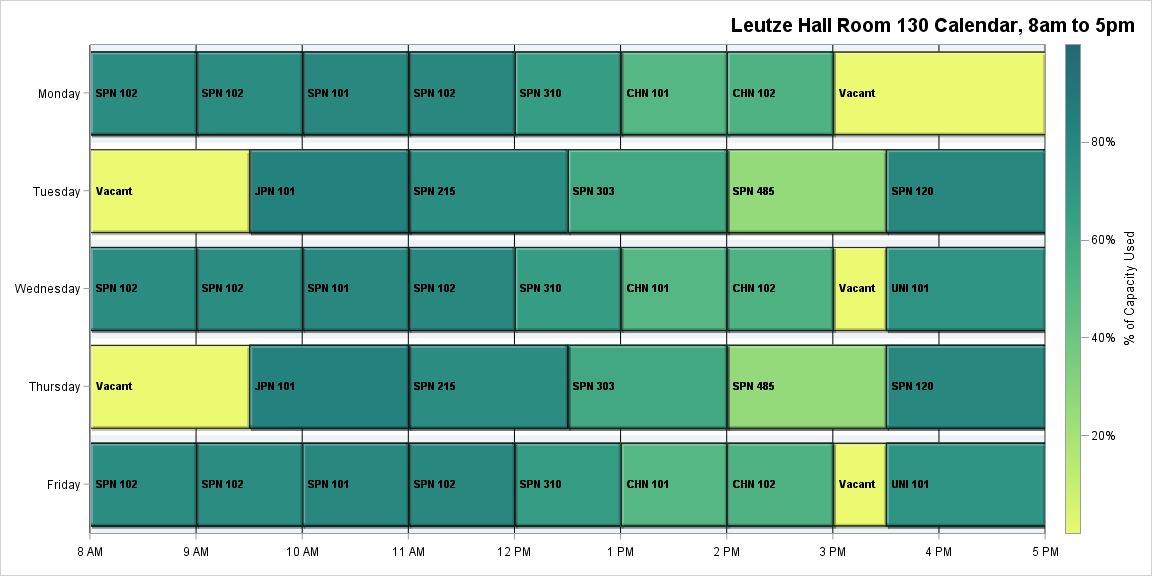 Leutze Hall Room 130 Calendar, 8am to 5pm
Monday
SPN 102
SPN 102
SPN 101
SPN 102
SPN 310
CHN 101
CHN 102
Vacant
Tuesday
Vacant
JPN 101
SPN 215
SPN 303
SPN 485
SPN 120
Wednesday
SPN 102
SPN 102
SPN 101
SPN 102
SPN 310
CHN 101
CHN 102
Vacant
UNI 101
Thursday
Vacant
JPN 101
SPN 215
SPN 303
SPN 485
SPN 120
Friday
SPN 102
SPN 102
SPN 101
SPN 102
SPN 310
CHN 101
CHN 102
Vacant
UNI 101
8 AM
9 AM
10 AM
11 AM
12 PM
1 PM
2 PM
3 PM
4 PM
5 PM
80%
60%
40%
20%
% of Capacity Used